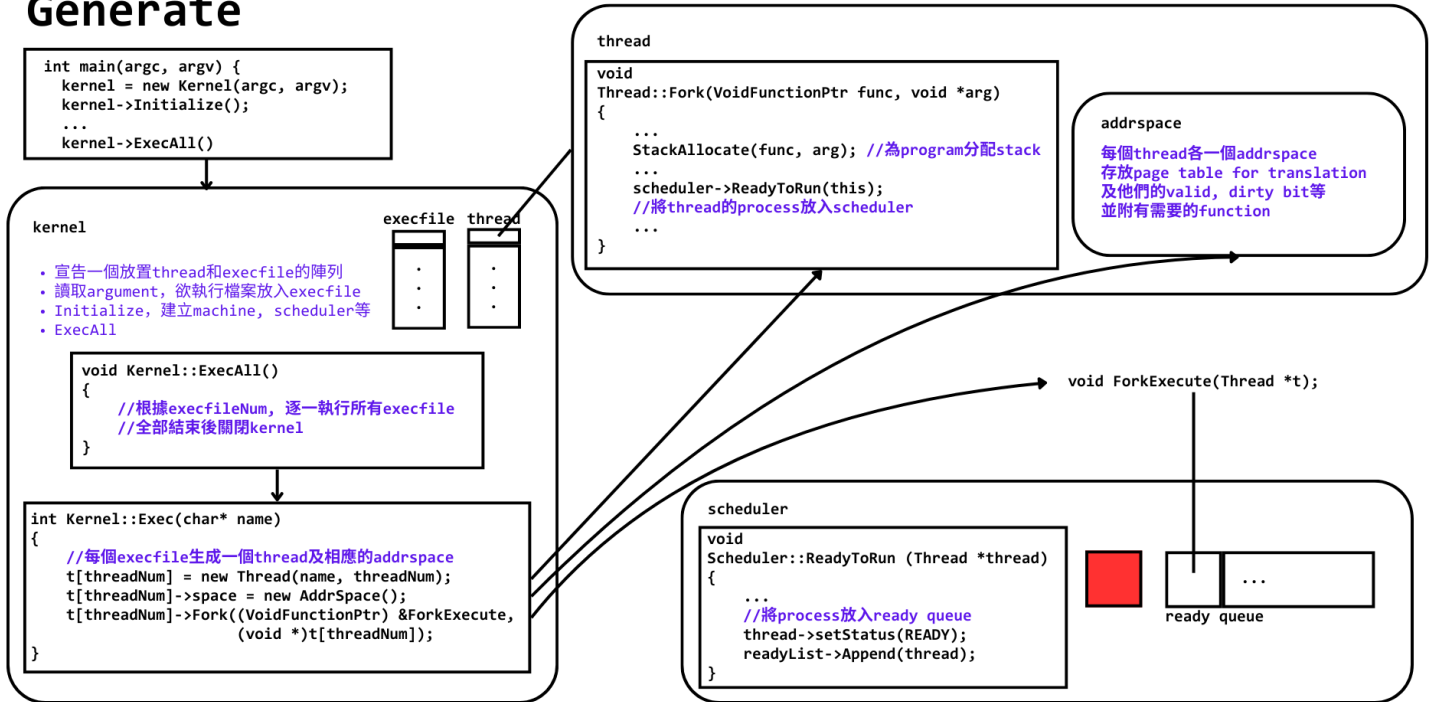 Generate
int main(argc, argv) {
kernel = new Kernel(argc, argv);
kernel->Initialize();
...
kernel->ExecAll()
kernel
execfile thread
• 宣告一個放置thread和execfile的陣列
• 讀取argument，欲執行檔案放入execfile
• Initialize，建立machine, scheduler等
• ExecAll
void Kernel::ExecAll()
{
//根據execfileNum, 逐一執行所有execfile
//全部結束後關閉kernel
}
int Kernel::Exec(char* name)
{
//每個execfile生成一個thread及相應的addrspace
t[threadNum] = new Thread(name, threadNum);
t[threadNum]->space = new AddrSpace();
t[threadNum]->Fork((VoidFunctionPtr) &ForkExecute,
(void *)t[threadNum]);
}
thread
void
Thread::Fork(VoidFunctionPtr func, void *arg)
{
...
StackAllocate(func, arg); //為program分配stack
...
scheduler->ReadyToRun(this);
//將thread的process放入scheduler
...
}
addrspace
每個thread各一個addrspace
存放page table for translation
及他們的valid, dirty bit等
並附有需要的function
void ForkExecute(Thread *t);
scheduler
void
Scheduler::ReadyToRun (Thread *thread)
{
...
//將process放入ready queue
thread->setStatus(READY);
readyList->Append(thread);
}
...
ready queue